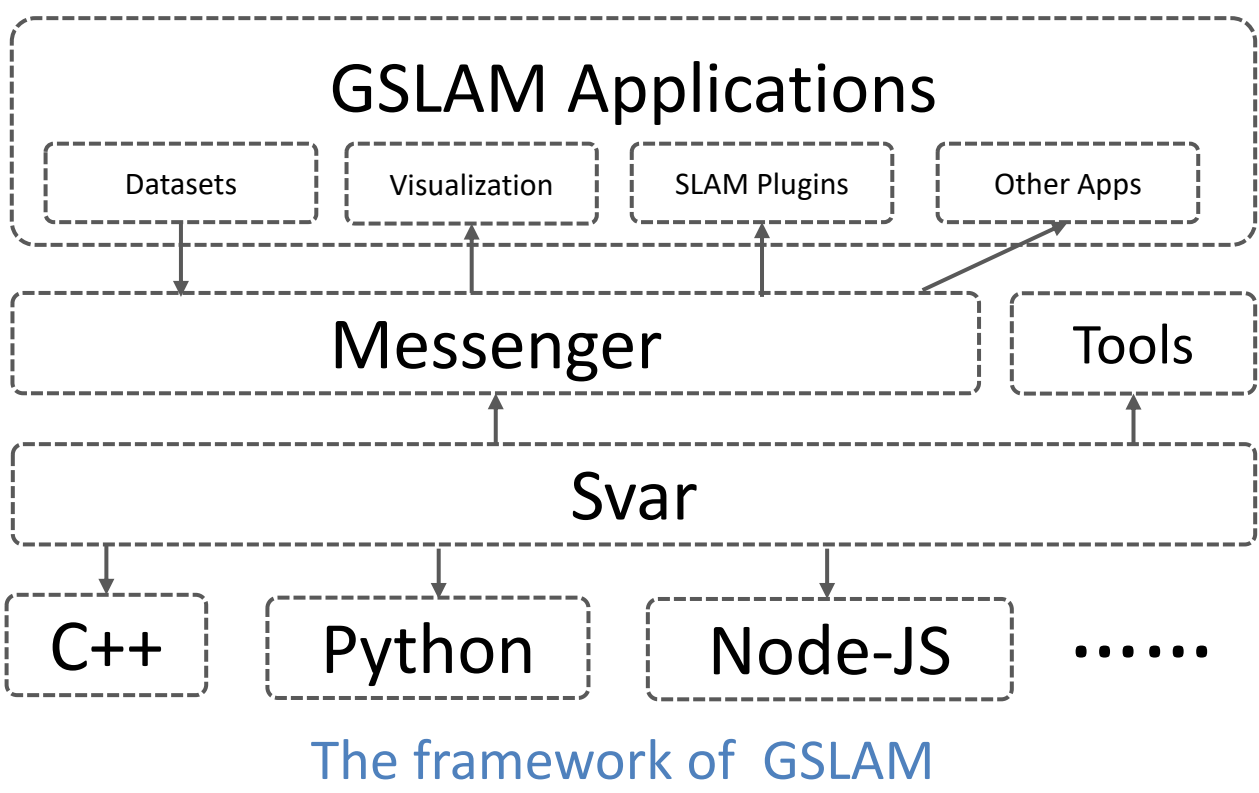 GSLAM Applications
Datasets
Visualization
SLAM Plugins
Other Apps
Messenger
Tools
Svar
C++
Python
Node-JS
……
The framework of GSLAM